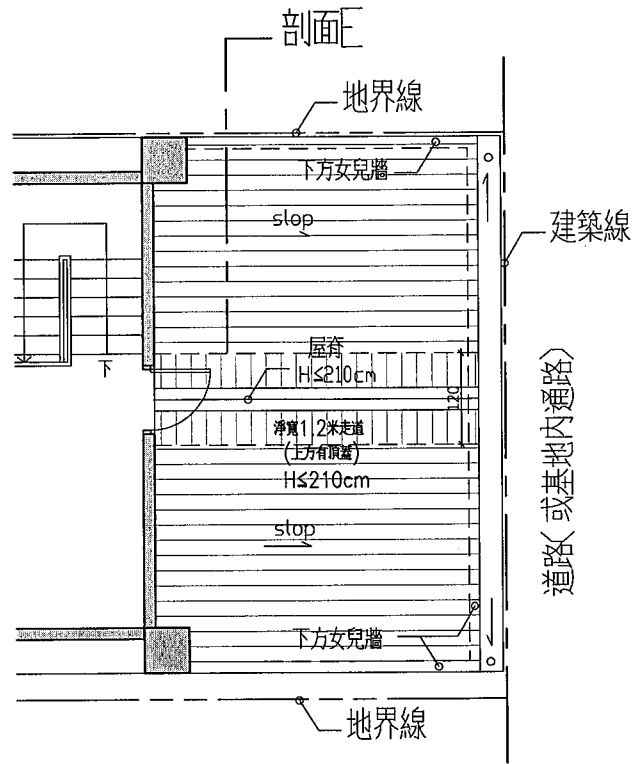 剖面E
地界線
下方女兒牆
slop
建築線
下
屋脊
H≤210cm
120
淨寬1.2米走道
(上方有頂蓋)
H≤210cm
道路(或基地內通路)
slop
下方女兒牆
地界線